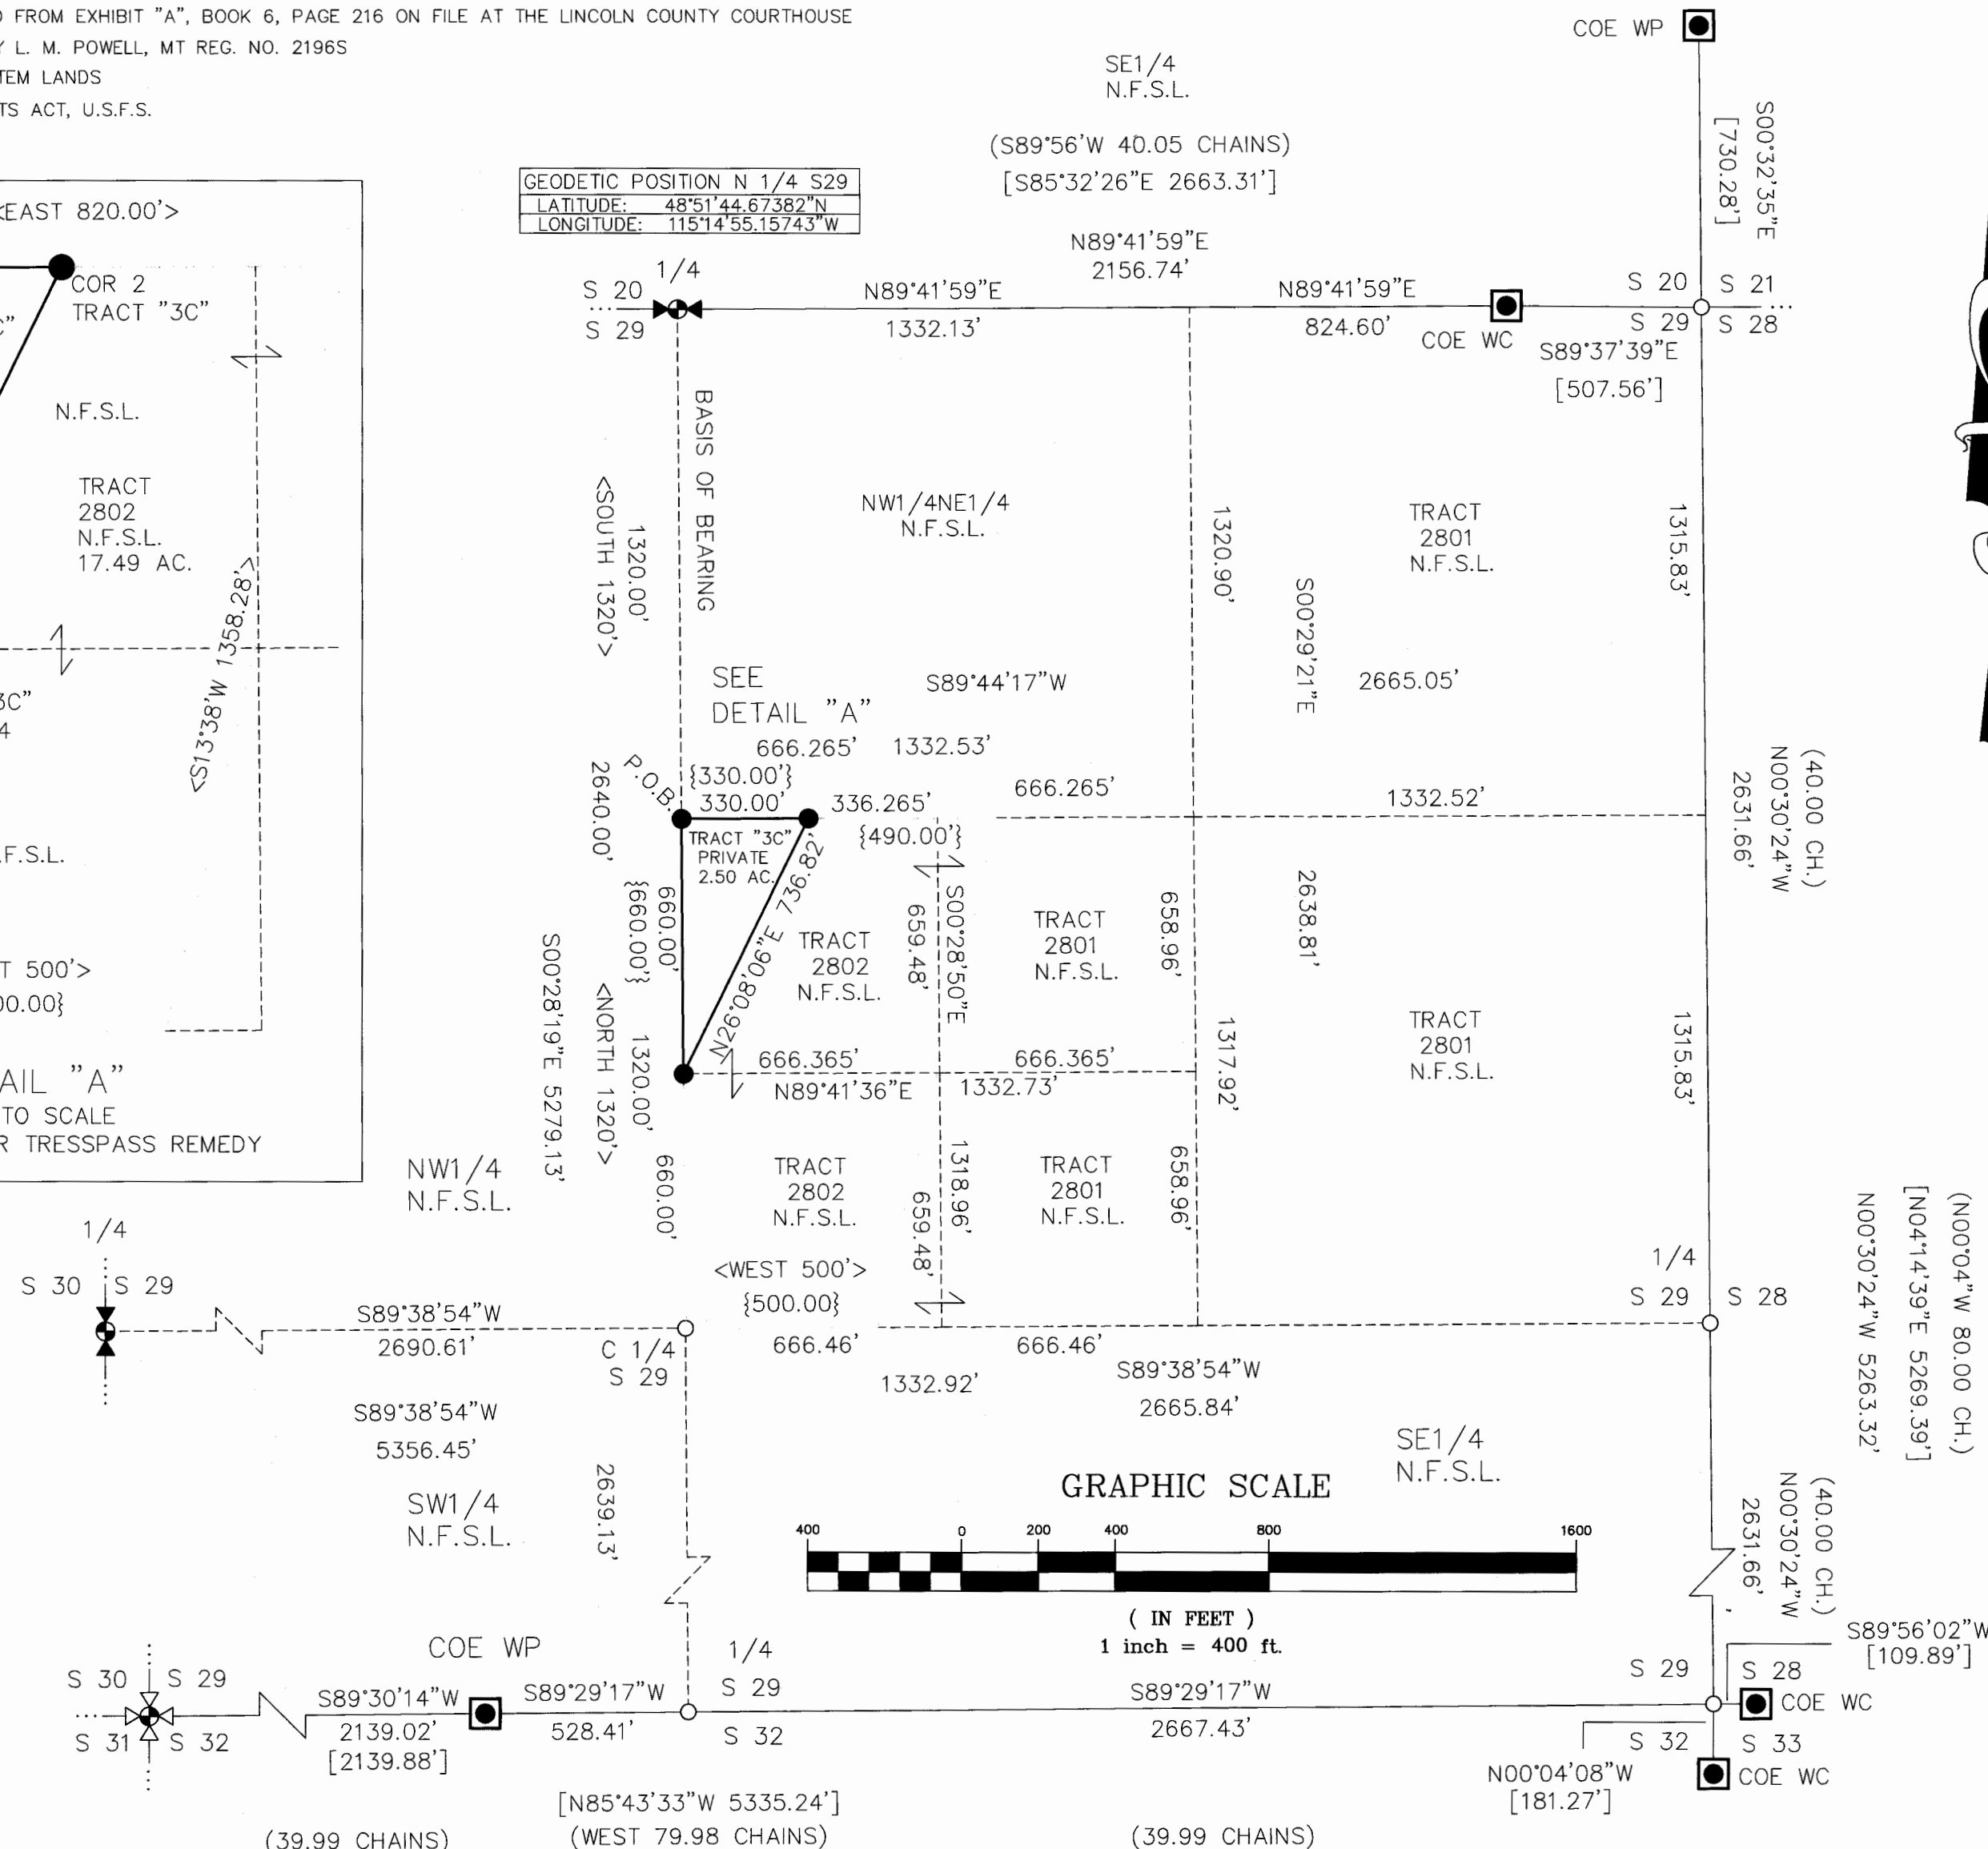 FROM EXHIBIT "A", BOOK 6, PAGE 216 ON FILE AT THE LINCOLN COUNTY COURTHOUSE
L. M. POWELL, MT REG. NO. 2196S
LANDS
ACT, U.S.F.S.
<EAST 820.00'>
COR 2
TRACT "3C"
N.F.S.L.
TRACT
2802
N.F.S.L.
17.49 AC.
<S13°38'W 1358.28'>
3C"
4
F.S.L.
500'>
00.00}
AIL "A"
TO SCALE
TRESSPASS REMEDY
COE WP
SE1/4
N.F.S.L.
(S89°56'W 40.05 CHAINS)
[S85°32'26"E 2663.31']
S00°32'35"E
[730.28']
GEODETIC POSITION N 1/4 S29
LATITUDE: 48°51'44.67382"N
LONGITUDE: 115°14'55.15743"W
N89°41'59"E
2156.74'
1/4
S 20
S 29
N89°41'59"E
1332.13'
N89°41'59"E
824.60'
COE WC
S 20 S 21
S 29 S 28
S89°37'39"E
[507.56']
BASIS OF BEARING
<SOUTH 1320'>
1320.00'
NW1/4NE1/4
N.F.S.L.
1320.90'
S00°29'21"E
TRACT
2801
N.F.S.L.
1315.83'
SEE
DETAIL "A"
S89°44'17"W
2665.05'
666.265' 1332.53'
P.O.B.
{330.00'}
330.00'
336.265'
{490.00'}
666.265'
1332.52'
(40.00 CH.)
N00°30'24"W
2631.66'
2640.00'
TRACT "3C"
PRIVATE
2.50 AC.
N26°08'06"E 736.82'
660.00'
{660.00'}
TRACT
2802
N.F.S.L.
659.48'
S00°28'50"E
TRACT
2801
N.F.S.L.
658.96'
2638.81'
S00°28'19"E 5279.13'
<NORTH 1320'>
1320.00'
666.365'
N89°41'36"E
666.365'
1332.73'
1317.92'
TRACT
2801
N.F.S.L.
1315.83'
NW1/4
N.F.S.L.
660.00'
TRACT
2802
N.F.S.L.
659.48'
1318.96'
TRACT
2801
N.F.S.L.
658.96'
(N00°04'W 80.00 CH.)
[N04°14'39"E 5269.39']
N00°30'24"W 5263.32'
1/4
S 30 S 29
<WEST 500'>
{500.00}
1/4
S 29 S 28
S89°38'54"W
2690.61'
C 1/4
S 29
666.46'
666.46'
1332.92'
S89°38'54"W
2665.84'
S89°38'54"W
5356.45'
SW1/4
N.F.S.L.
2639.13'
SE1/4
N.F.S.L.
GRAPHIC SCALE
400 0 200 400 800 1600
( IN FEET )
1 inch = 400 ft.
(40.00 CH.)
N00°30'24"W
2631.66'
S89°56'02"W
[109.89']
COE WP
1/4
S 29
S 32
S 30 S 29
S 31 S 32
S89°30'14"W
2139.02'
[2139.88']
S89°29'17"W
528.41'
S89°29'17"W
2667.43'
S 29 S 28
COE WC
S 32 S 33
COE WC
N00°04'08"W
[181.27']
[N85°43'33"W 5335.24']
(39.99 CHAINS)
(WEST 79.98 CHAINS)
(39.99 CHAINS)